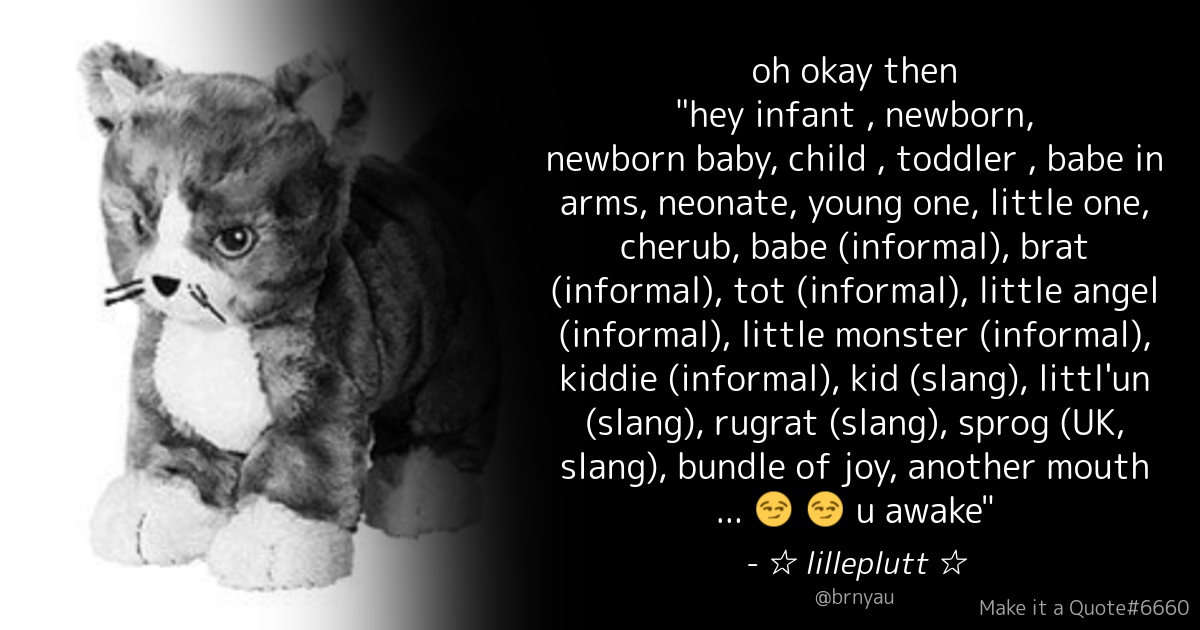 oh okay then
"hey infant , newborn,
newborn baby, child , toddler , babe in
arms, neonate, young one, little one,
cherub, babe (informal), brat
(informal), tot (informal), little angel
(informal), little monster (informal),
kiddie (informal), kid (slang), littl'un
(slang), rugrat (slang), sprog (UK,
slang), bundle of joy, another mouth
... 😏 😏 u awake"
- ☆ lilleplutt ☆
@brnyau
Make it a Quote#6660